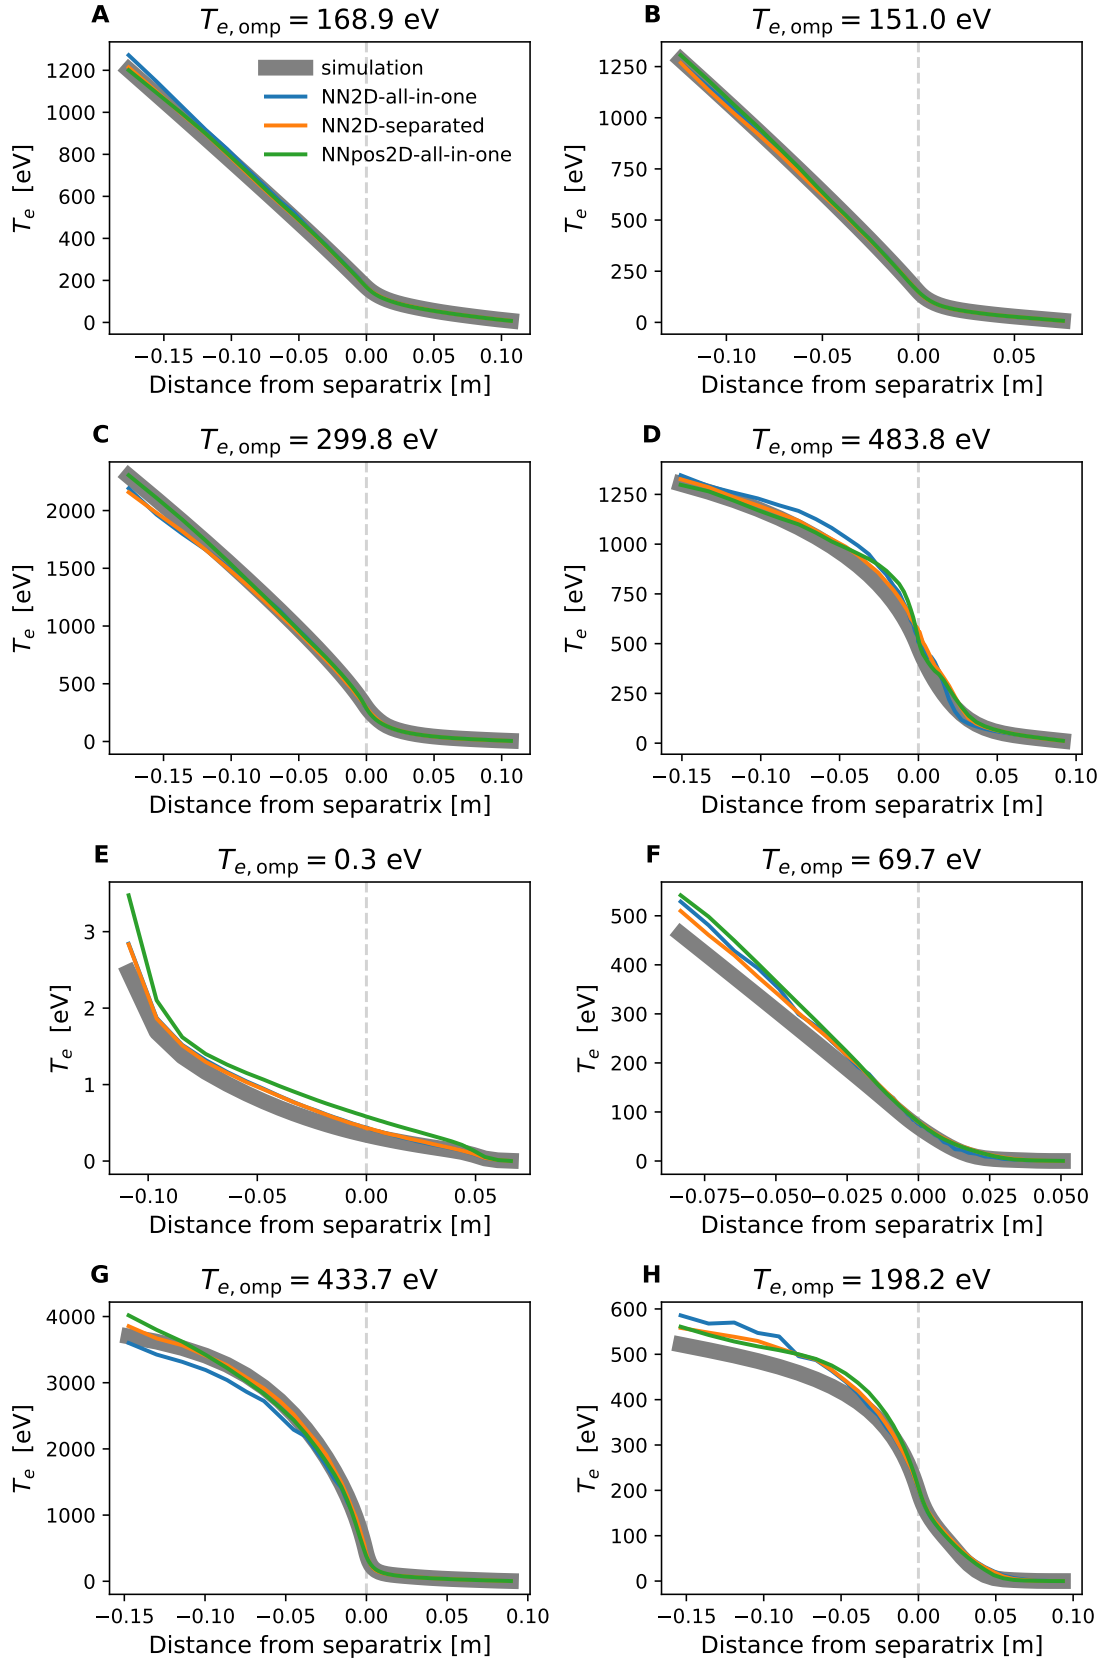 A T_e,omp = 168.9 eV
1200
1000
800
600
400
200
0
T_e [eV]
simulation
NN2D-all-in-one
NN2D-separated
NNpos2D-all-in-one
−0.15 −0.10 −0.05 0.00 0.05 0.10
Distance from separatrix [m]
B T_e,omp = 151.0 eV
1250
1000
750
500
250
0
T_e [eV]
−0.10 −0.05 0.00 0.05
Distance from separatrix [m]
C T_e,omp = 299.8 eV
2000
1500
1000
500
0
T_e [eV]
−0.15 −0.10 −0.05 0.00 0.05 0.10
Distance from separatrix [m]
D T_e,omp = 483.8 eV
1250
1000
750
500
250
0
T_e [eV]
−0.15 −0.10 −0.05 0.00 0.05 0.10
Distance from separatrix [m]
E T_e,omp = 0.3 eV
3
2
1
0
T_e [eV]
−0.10 −0.05 0.00 0.05
Distance from separatrix [m]
F T_e,omp = 69.7 eV
500
400
300
200
100
0
T_e [eV]
−0.075 −0.050 −0.025 0.000 0.025 0.050
Distance from separatrix [m]
G T_e,omp = 433.7 eV
4000
3000
2000
1000
0
T_e [eV]
−0.15 −0.10 −0.05 0.00 0.05 0.10
Distance from separatrix [m]
H T_e,omp = 198.2 eV
600
500
400
300
200
100
0
T_e [eV]
−0.15 −0.10 −0.05 0.00 0.05 0.10
Distance from separatrix [m]